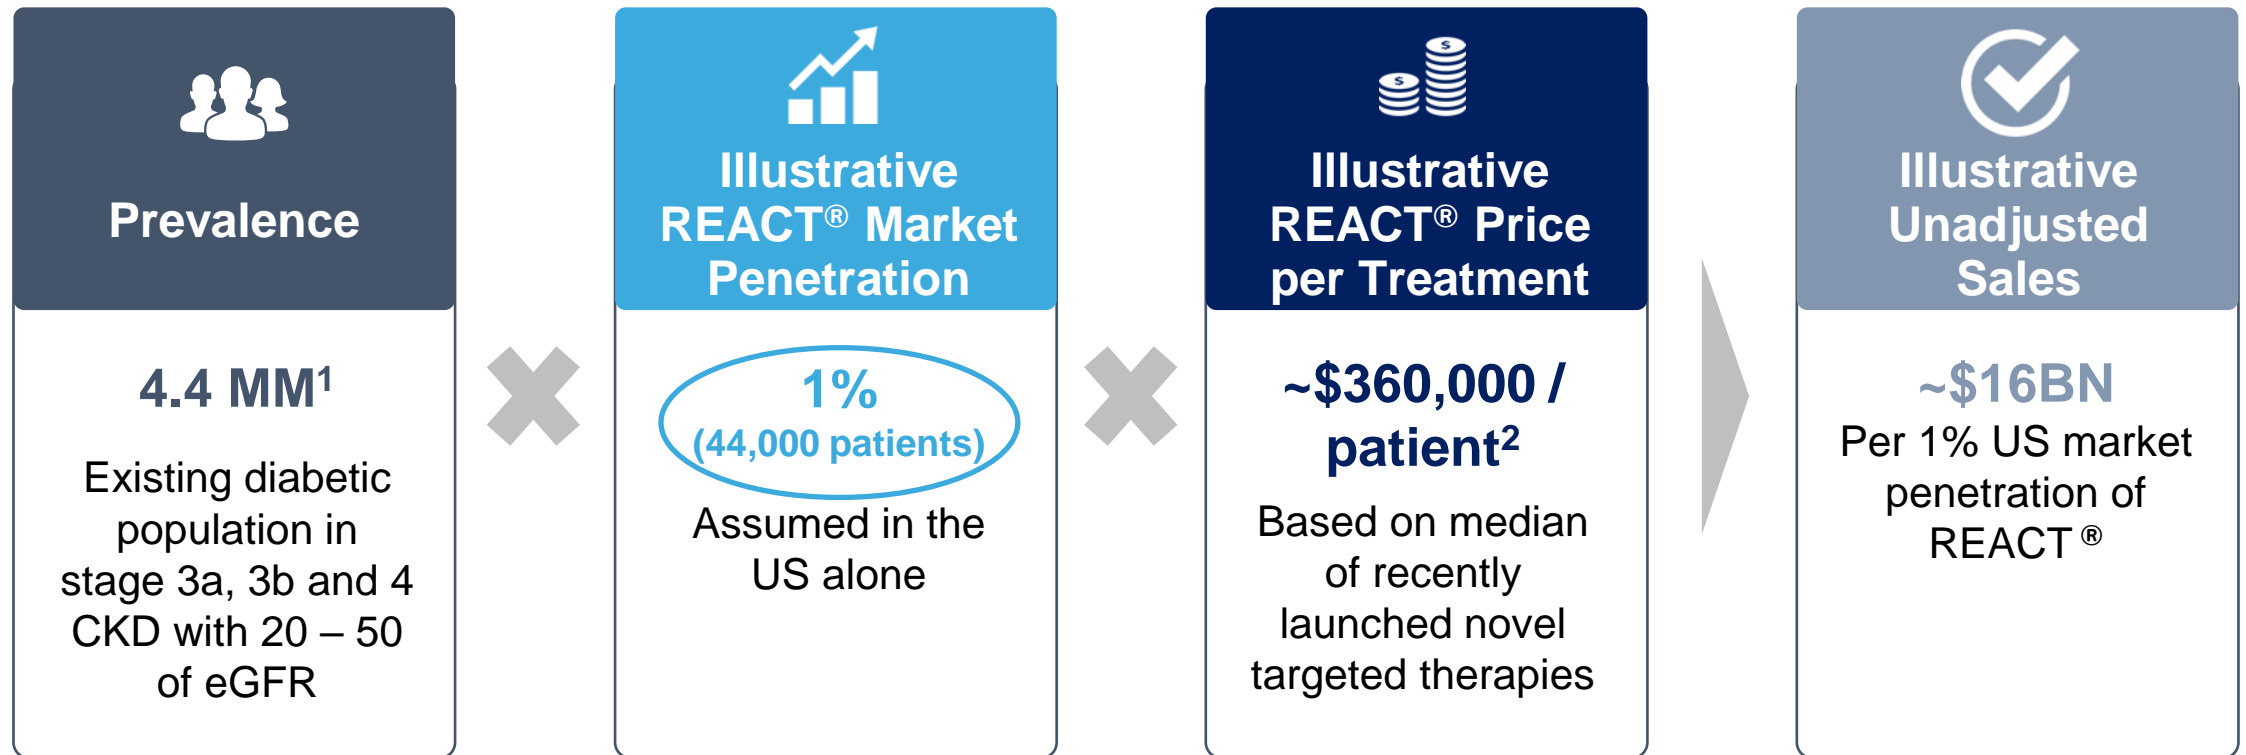 Prevalence
4.4 MM¹
Existing diabetic
population in
stage 3a, 3b and 4
CKD with 20 – 50
of eGFR
Illustrative
REACT® Market
Penetration
1%
(44,000 patients)
Assumed in the
US alone
$
$
Illustrative
REACT® Price
per Treatment
~$360,000 /
patient²
Based on median
of recently
launched novel
targeted therapies
Illustrative
Unadjusted
Sales
~$16BN
Per 1% US market
penetration of
REACT ®